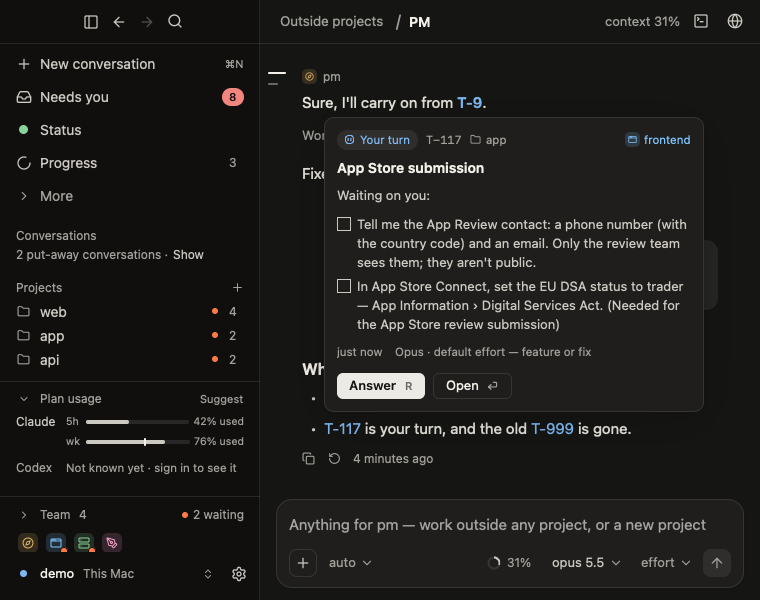 New conversation ⌘N
Needs you 8
Status
Progress 3
More
Conversations
2 put-away conversations · Show
Projects
web 4
app 2
api 2
Plan usage Suggest
Claude 5h 42% used
wk 76% used
Codex Not known yet · sign in to see it
Team 4 2 waiting
demo This Mac
Outside projects / PM context 31%
pm
Sure, I'll carry on from T-9.
Your turn T–117 app frontend
App Store submission
Waiting on you:
Tell me the App Review contact: a phone number (with
the country code) and an email. Only the review team
sees them; they aren't public.
In App Store Connect, set the EU DSA status to trader
— App Information › Digital Services Act. (Needed for
the App Store review submission)
just now Opus · default effort — feature or fix
Answer R Open
• T-117 is your turn, and the old T-999 is gone.
4 minutes ago
Anything for pm — work outside any project, or a new project
auto 31% opus 5.5 effort